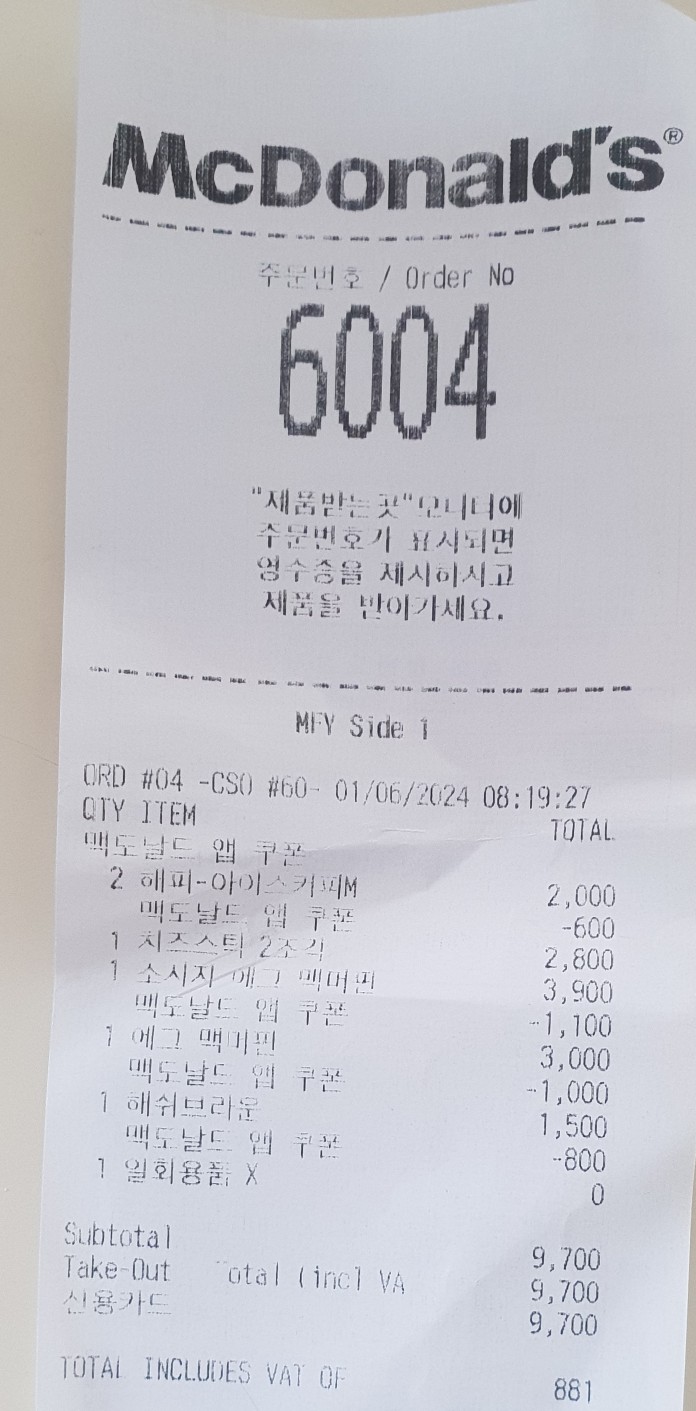 McDonald's®
주문번호 / Order No
6004
"제품받는곳"모니터에
주문번호가 표시되면
영수증을 제시하시고
제품을 받아가세요.
MFY Side 1
ORD #04 -CSO #60- 01/06/2024 08:19:27
QTY ITEM TOTAL
맥도날드 앱 쿠폰
2 해피-아이스커피M 2,000
맥도날드 앱 쿠폰 -600
1 치즈스틱 2조각 2,800
1 소시지 에그 맥머핀 3,900
맥도날드 앱 쿠폰 -1,100
1 에그 맥머핀 3,000
맥도날드 앱 쿠폰 -1,000
1 해쉬브라운 1,500
맥도날드 앱 쿠폰 -800
1 일회용품 X 0
Subtotal 9,700
Take-Out Total (incl VA 9,700
신용카드 9,700
TOTAL INCLUDES VAT OF 881